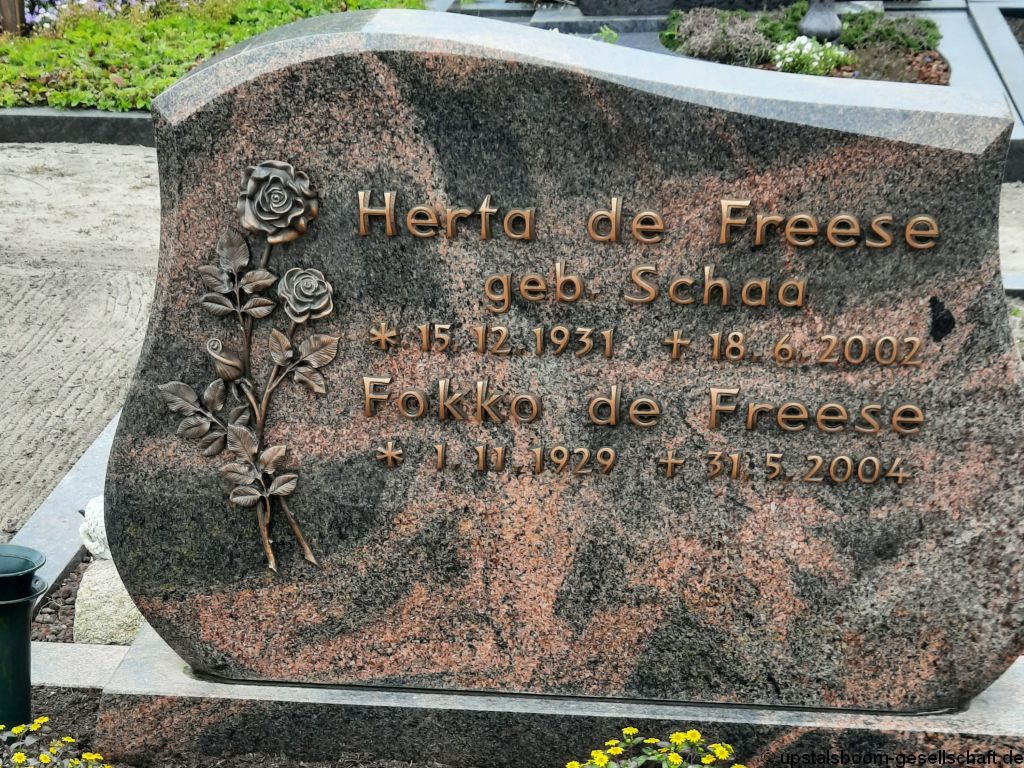 Herta de Freese
geb. Schaa
* 15. 12. 1931 + 18. 6. 2002
Fokko de Freese
* 1. 11. 1929 + 31. 5. 2004
© upstalsboom-gesellschaft.de